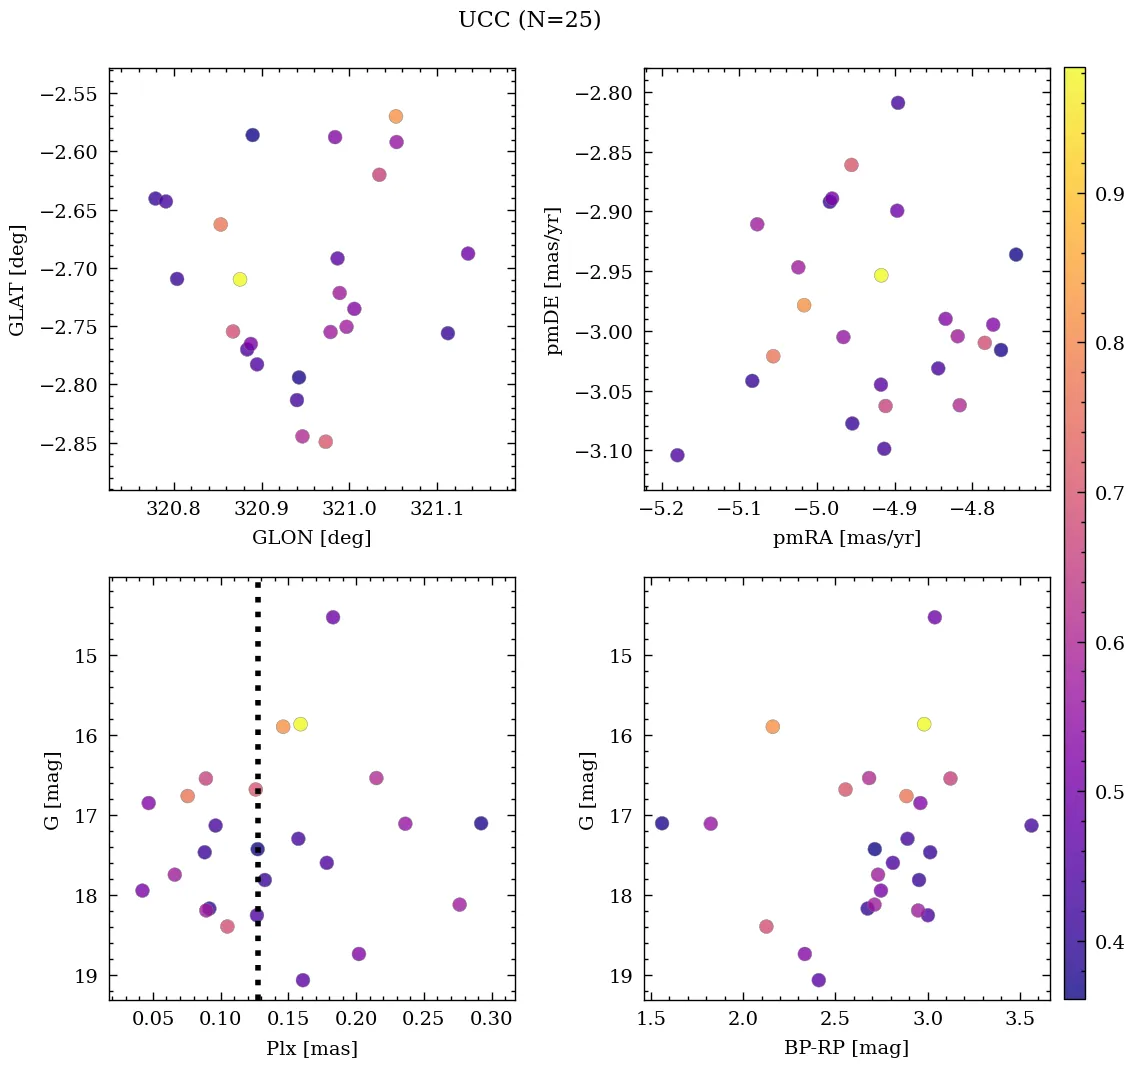 UCC (N=25)
−2.55
−2.60
−2.65
−2.70
−2.75
−2.80
−2.85
GLAT [deg]
320.8 320.9 321.0 321.1
GLON [deg]
−2.80
−2.85
−2.90
−2.95
−3.00
−3.05
−3.10
pmDE [mas/yr]
−5.2 −5.1 −5.0 −4.9 −4.8
pmRA [mas/yr]
0.9
0.8
0.7
0.6
0.5
0.4
15
16
17
18
19
G [mag]
0.05 0.10 0.15 0.20 0.25 0.30
Plx [mas]
15
16
17
18
19
G [mag]
1.5 2.0 2.5 3.0 3.5
BP-RP [mag]